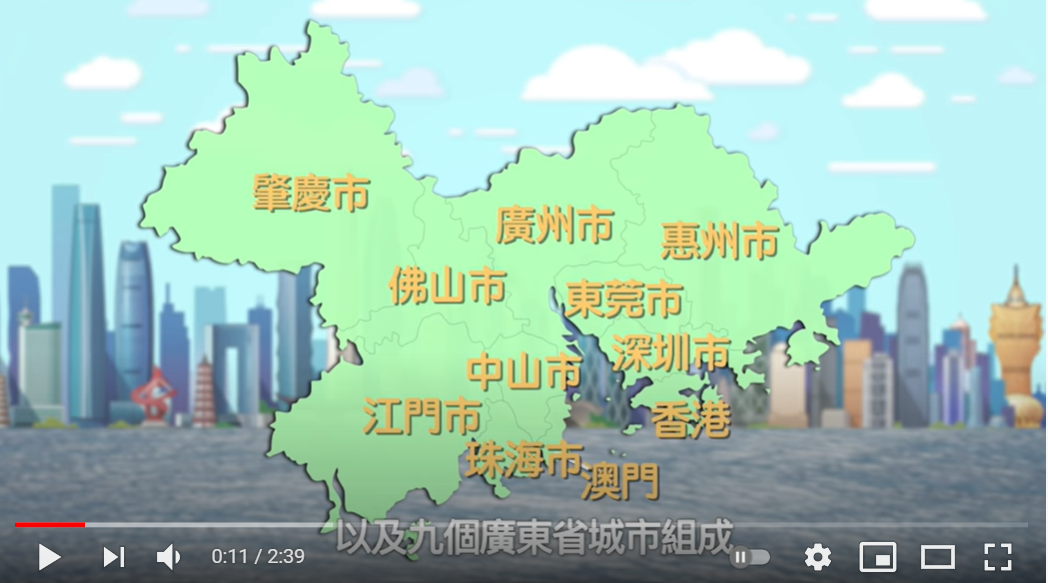 肇慶市
廣州市
惠州市
佛山市
東莞市
深圳市
中山市
江門市
香港
珠海市
澳門
以及九個廣東省城市組成
0:11 / 2:39